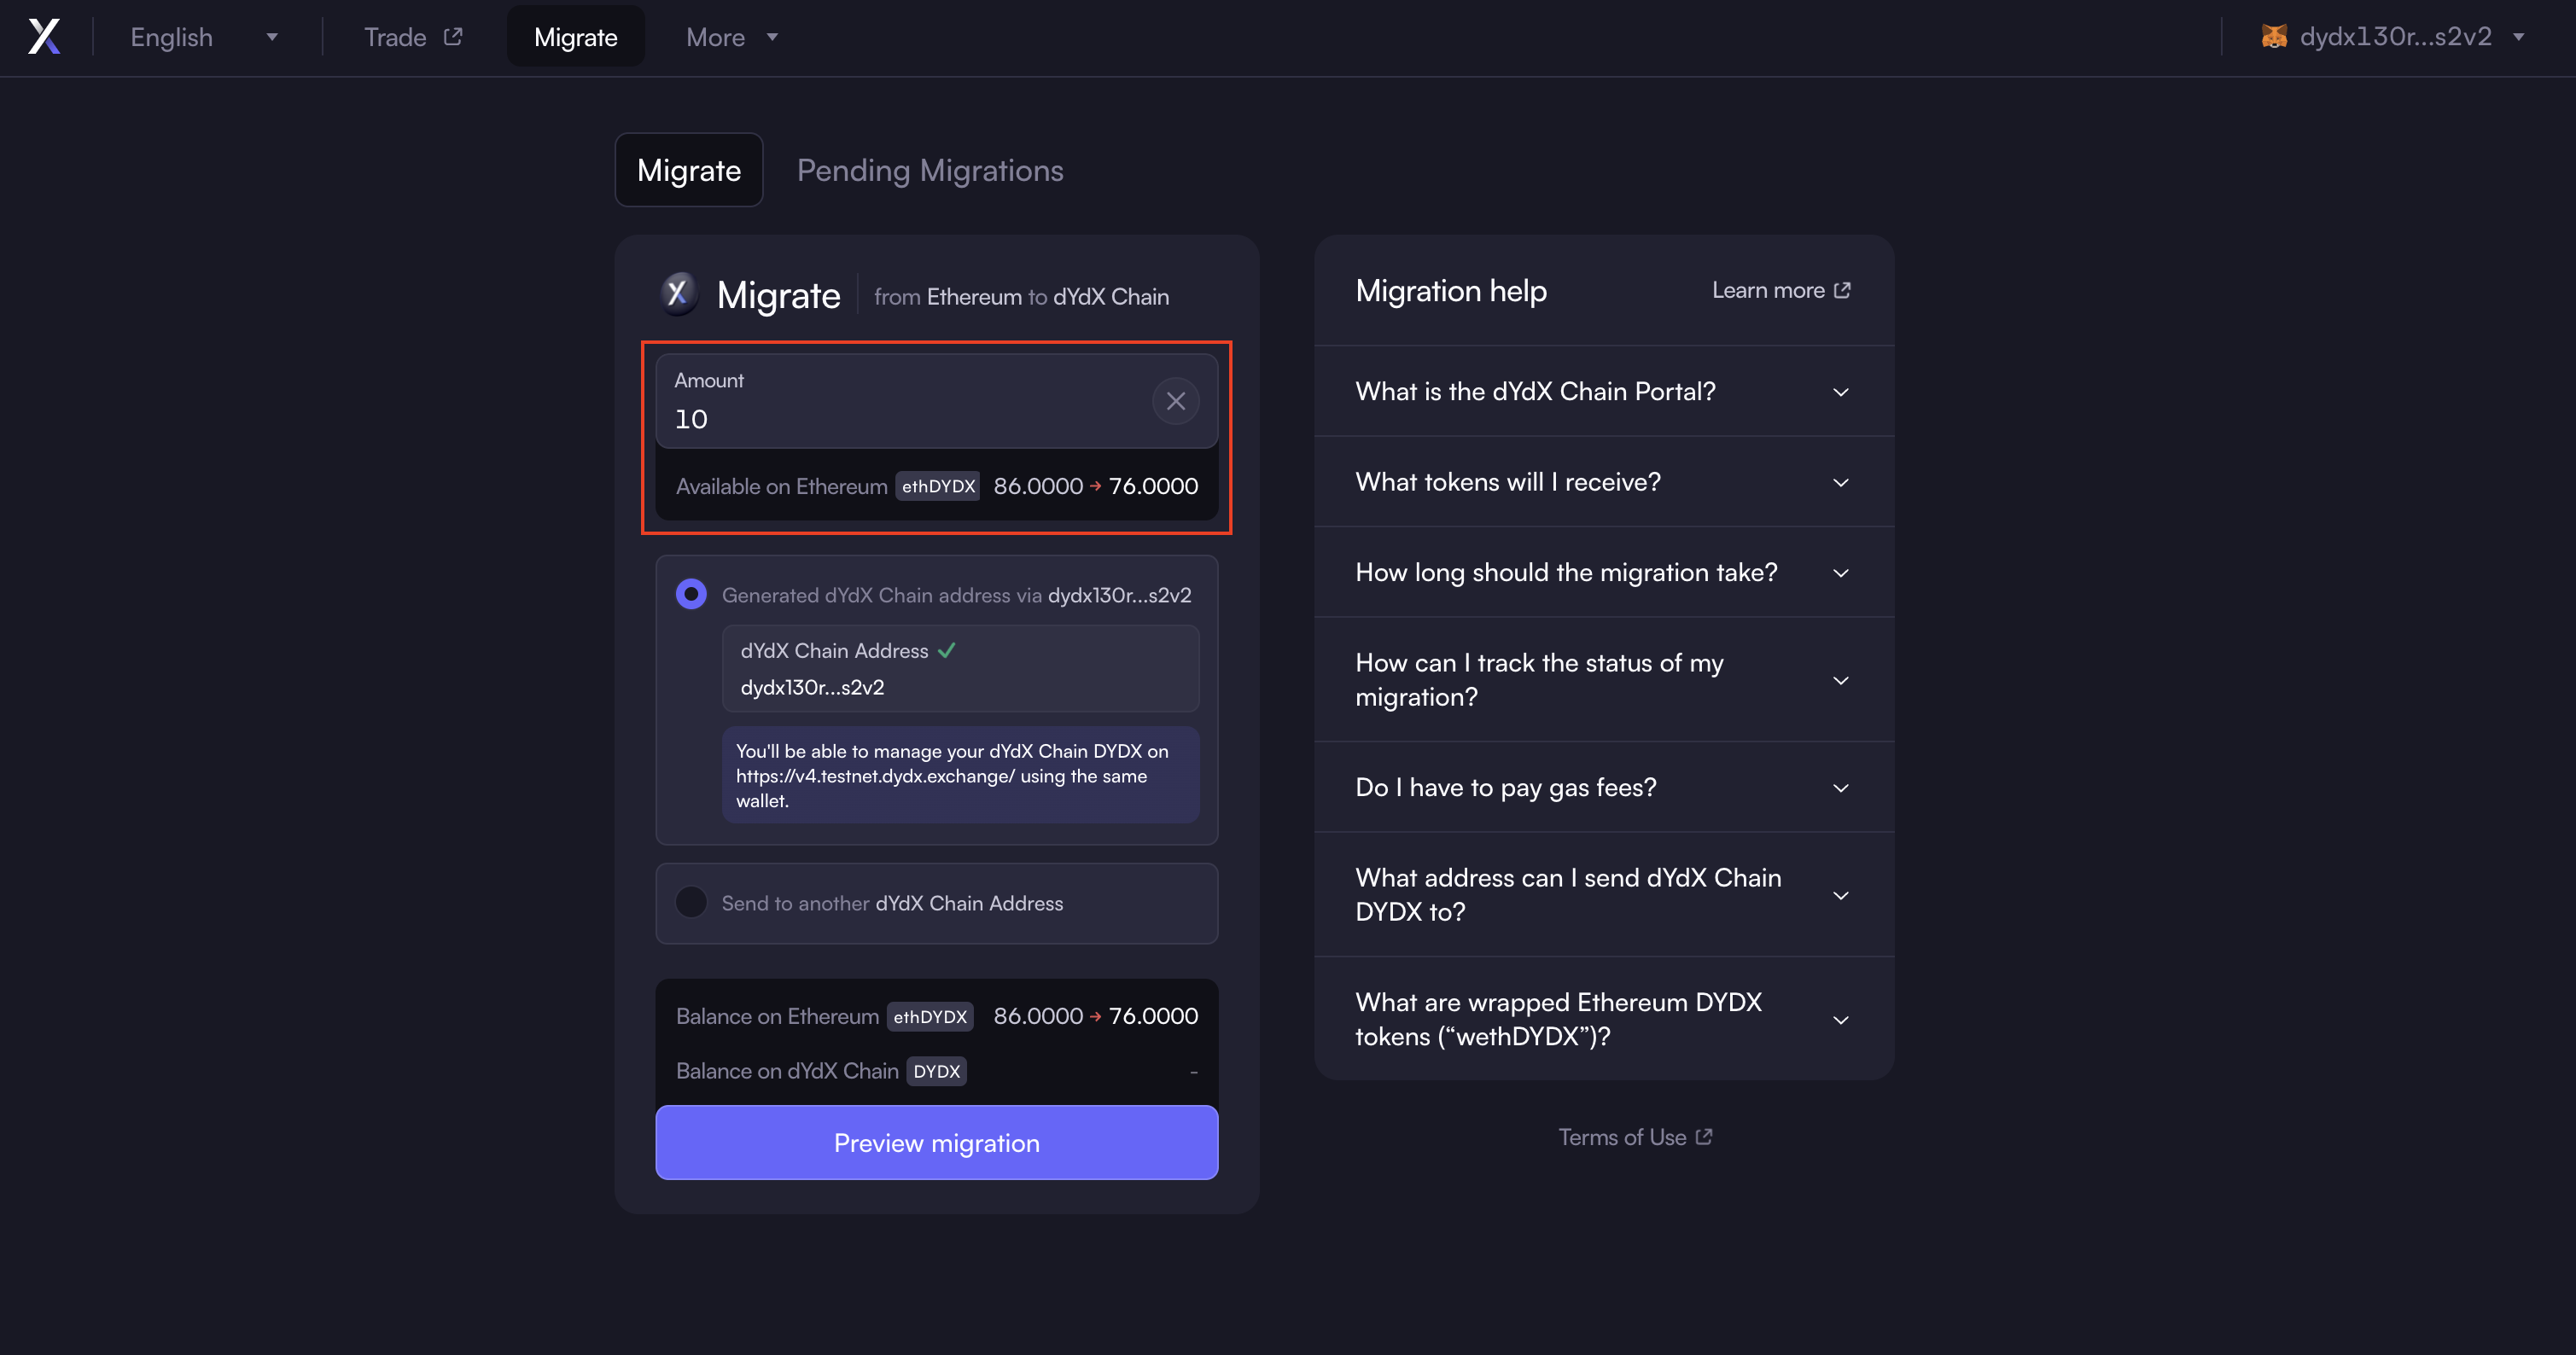 English
Trade
Migrate
More
dydx130r...s2v2
Migrate
Pending Migrations
Migrate
from Ethereum to dYdX Chain
Amount
10
Available on Ethereum ethDYDX 86.0000 → 76.0000
Generated dYdX Chain address via dydx130r...s2v2
dYdX Chain Address
dydx130r...s2v2
You'll be able to manage your dYdX Chain DYDX on
https://v4.testnet.dydx.exchange/ using the same
wallet.
Send to another dYdX Chain Address
Balance on Ethereum ethDYDX 86.0000 → 76.0000
Balance on dYdX Chain DYDX -
Preview migration
Migration help
Learn more
What is the dYdX Chain Portal?
What tokens will I receive?
How long should the migration take?
How can I track the status of my
migration?
Do I have to pay gas fees?
What address can I send dYdX Chain
DYDX to?
What are wrapped Ethereum DYDX
tokens (“wethDYDX”)?
Terms of Use